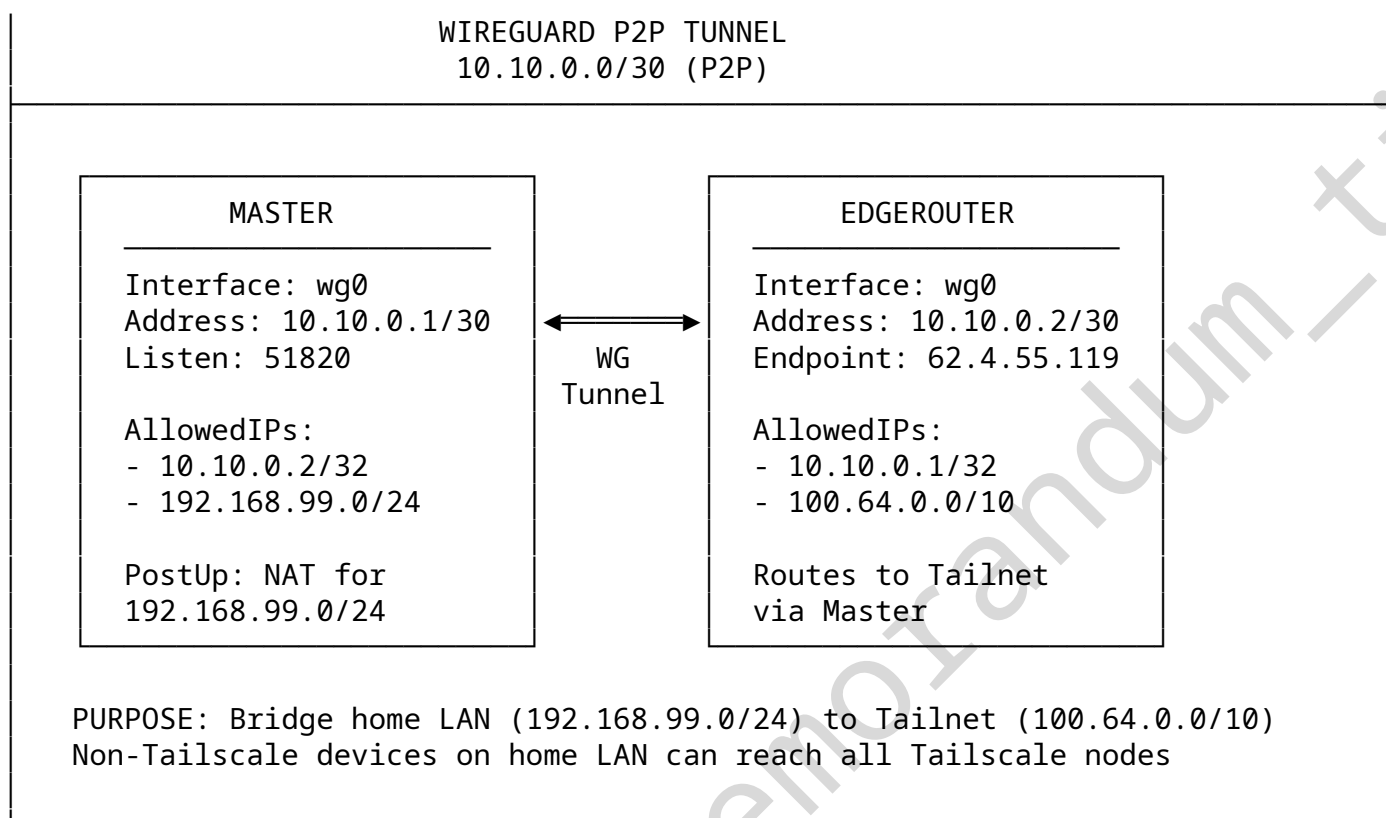 WIREGUARD P2P TUNNEL
10.10.0.0/30 (P2P)
MASTER
Interface: wg0
Address: 10.10.0.1/30
Listen: 51820
AllowedIPs:
- 10.10.0.2/32
- 192.168.99.0/24
PostUp: NAT for
192.168.99.0/24
WG
Tunnel
EDGEROUTER
Interface: wg0
Address: 10.10.0.2/30
Endpoint: 62.4.55.119
AllowedIPs:
- 10.10.0.1/32
- 100.64.0.0/10
Routes to Tailnet
via Master
PURPOSE: Bridge home LAN (192.168.99.0/24) to Tailnet (100.64.0.0/10)
Non-Tailscale devices on home LAN can reach all Tailscale nodes